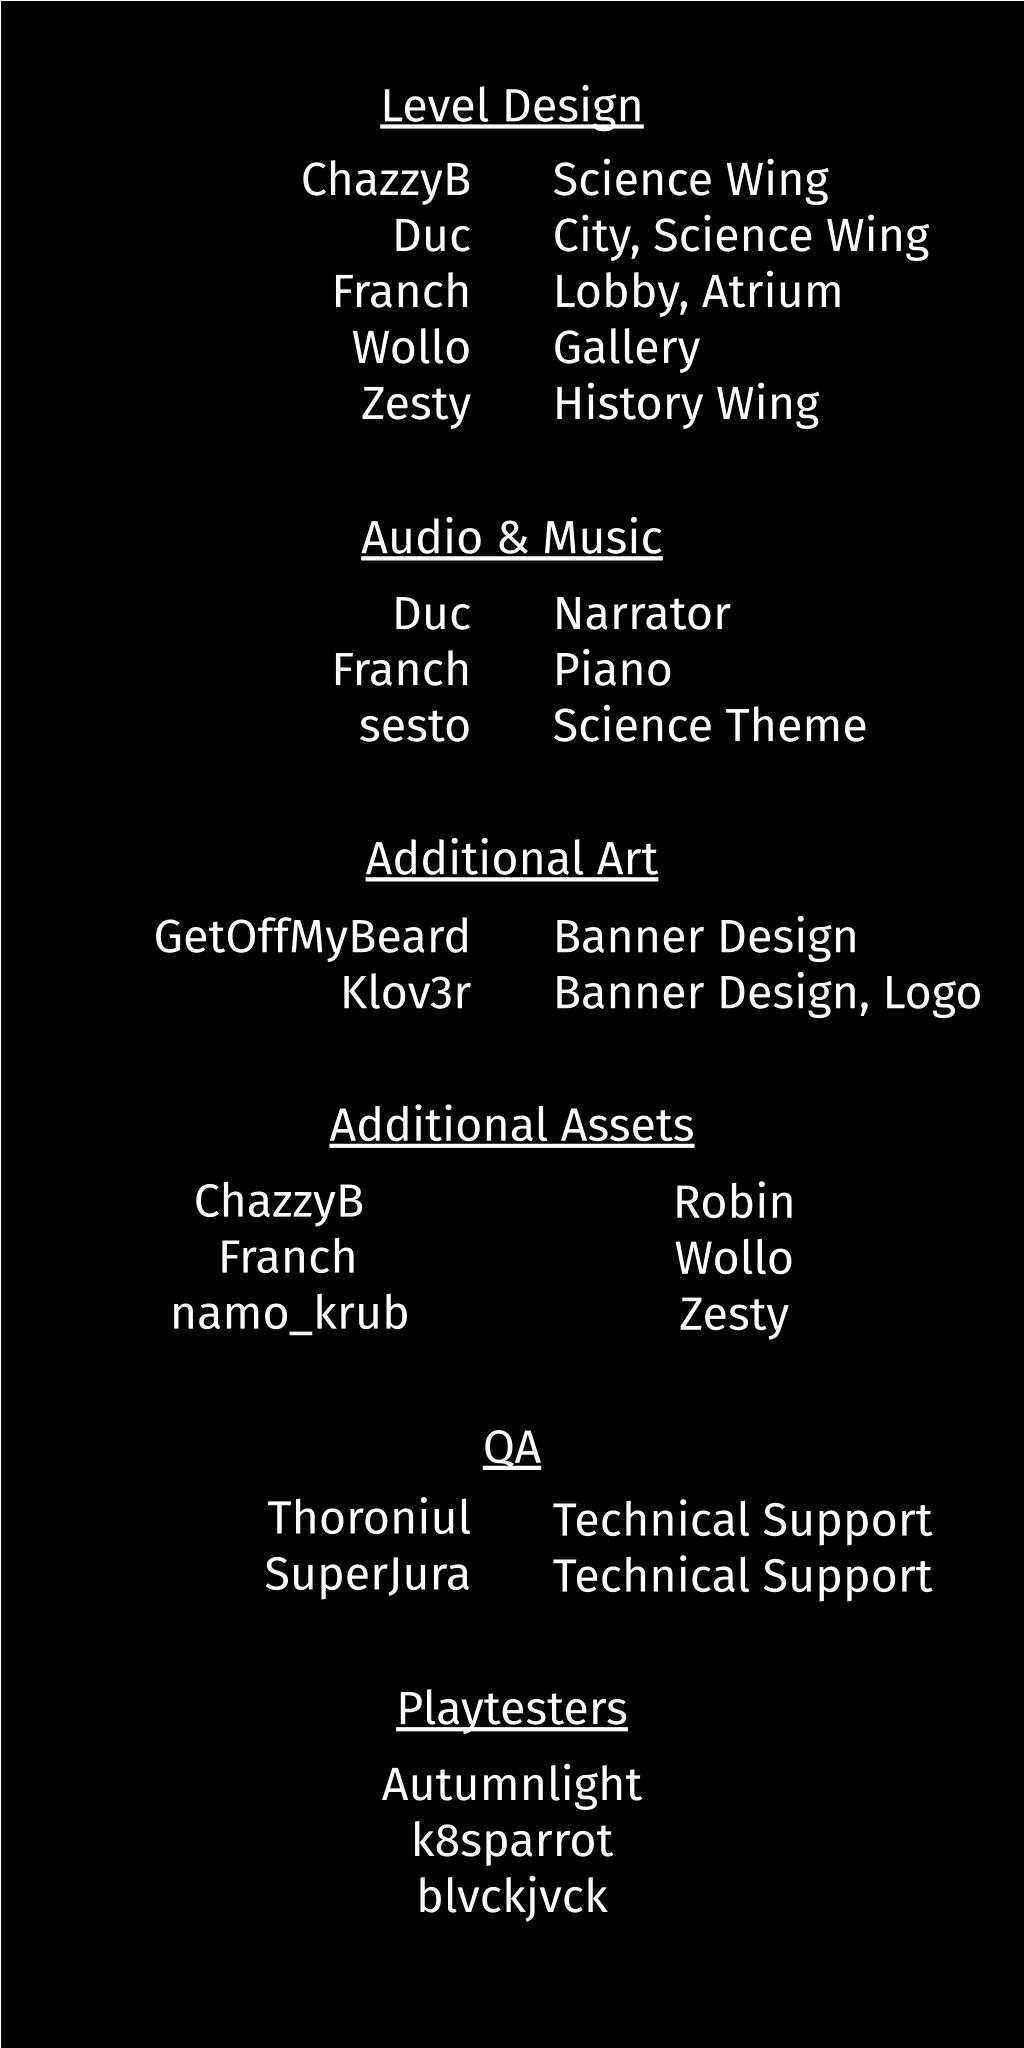 Level Design
ChazzyB Science Wing
Duc City, Science Wing
Franch Lobby, Atrium
Wollo Gallery
Zesty History Wing
Audio & Music
Duc Narrator
Franch Piano
sesto Science Theme
Additional Art
GetOffMyBeard Banner Design
Klov3r Banner Design, Logo
Additional Assets
ChazzyB Robin
Franch Wollo
namo_krub Zesty
QA
Thoroniul Technical Support
SuperJura Technical Support
Playtesters
Autumnlight
k8sparrot
blvckjvck